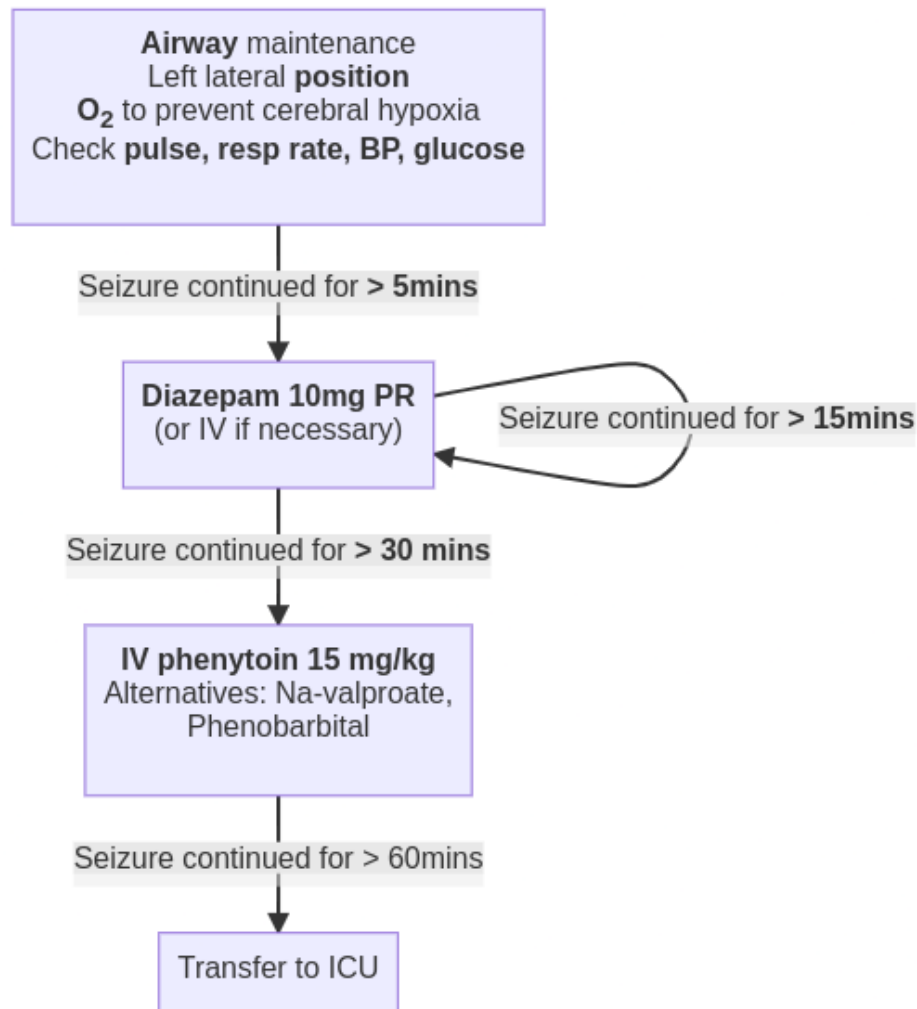 Airway maintenance
Left lateral position
O2 to prevent cerebral hypoxia
Check pulse, resp rate, BP, glucose
Seizure continued for > 5mins
Diazepam 10mg PR
(or IV if necessary)
Seizure continued for > 15mins
Seizure continued for > 30 mins
IV phenytoin 15 mg/kg
Alternatives: Na-valproate,
Phenobarbital
Seizure continued for > 60mins
Transfer to ICU